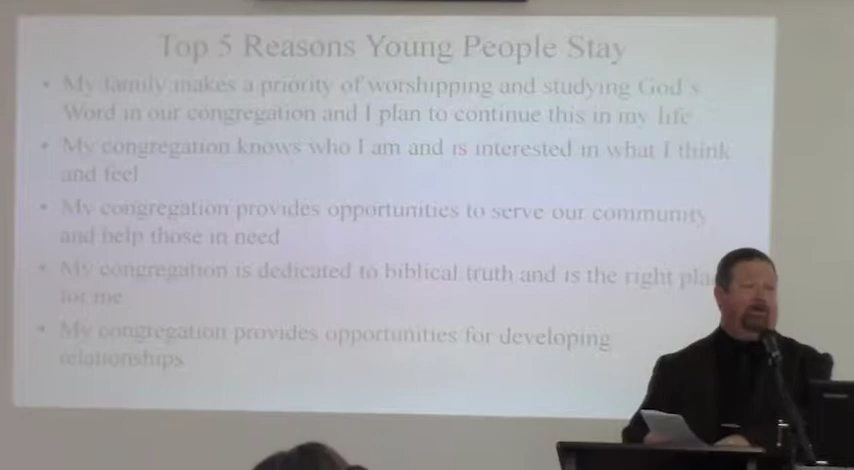 Top 5 Reasons Young People Stay
• My family makes a priority of worshipping and studying God's
Word in our congregation and I plan to continue this in my life
• My congregation knows who I am and is interested in what I think
and feel
• My congregation provides opportunities to serve our community
and help those in need
• My congregation is dedicated to biblical truth and is the right pla
for me
• My congregation provides opportunities for developing
relationships